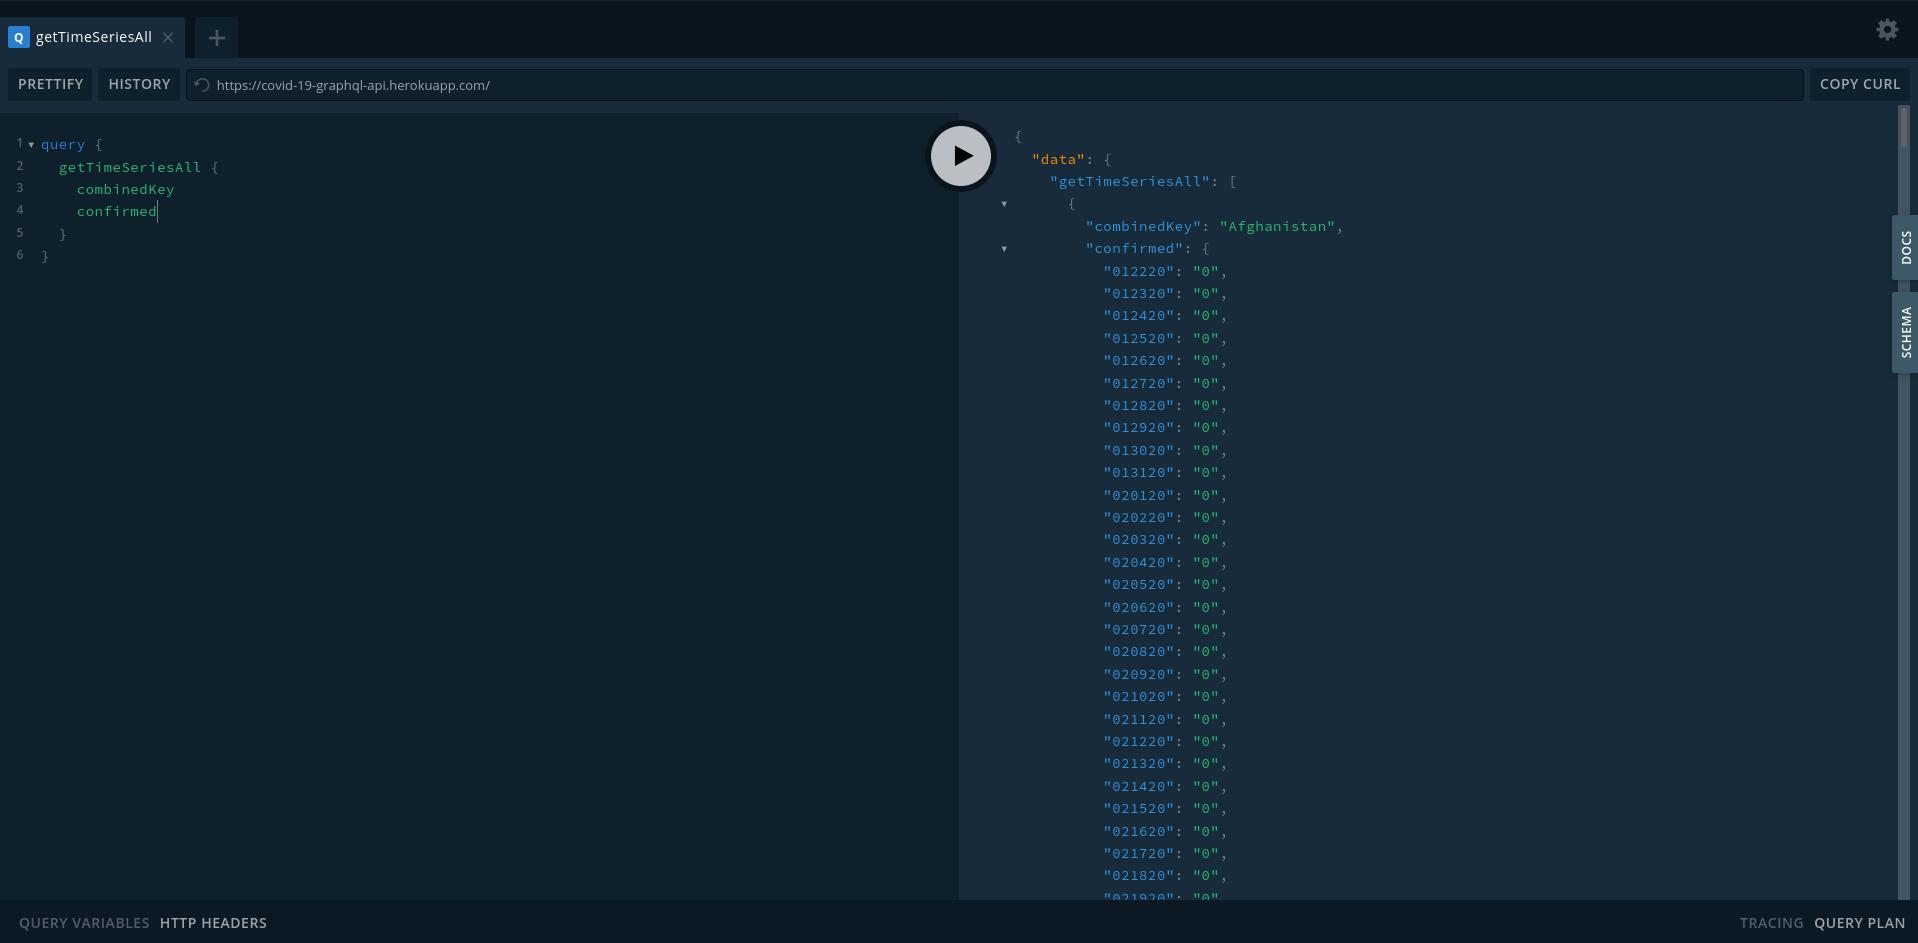 Q getTimeSeriesAll
PRETTIFY HISTORY https://covid-19-graphql-api.herokuapp.com/ COPY CURL
1 query {
2 getTimeSeriesAll {
3 combinedKey
4 confirmed
5 }
6 }
{
"data": {
"getTimeSeriesAll": [
{
"combinedKey": "Afghanistan",
"confirmed": {
"012220": "0",
"012320": "0",
"012420": "0",
"012520": "0",
"012620": "0",
"012720": "0",
"012820": "0",
"012920": "0",
"013020": "0",
"013120": "0",
"020120": "0",
"020220": "0",
"020320": "0",
"020420": "0",
"020520": "0",
"020620": "0",
"020720": "0",
"020820": "0",
"020920": "0",
"021020": "0",
"021120": "0",
"021220": "0",
"021320": "0",
"021420": "0",
"021520": "0",
"021620": "0",
"021720": "0",
"021820": "0",
"021920": "0"
DOCS
SCHEMA
QUERY VARIABLES HTTP HEADERS
TRACING QUERY PLAN